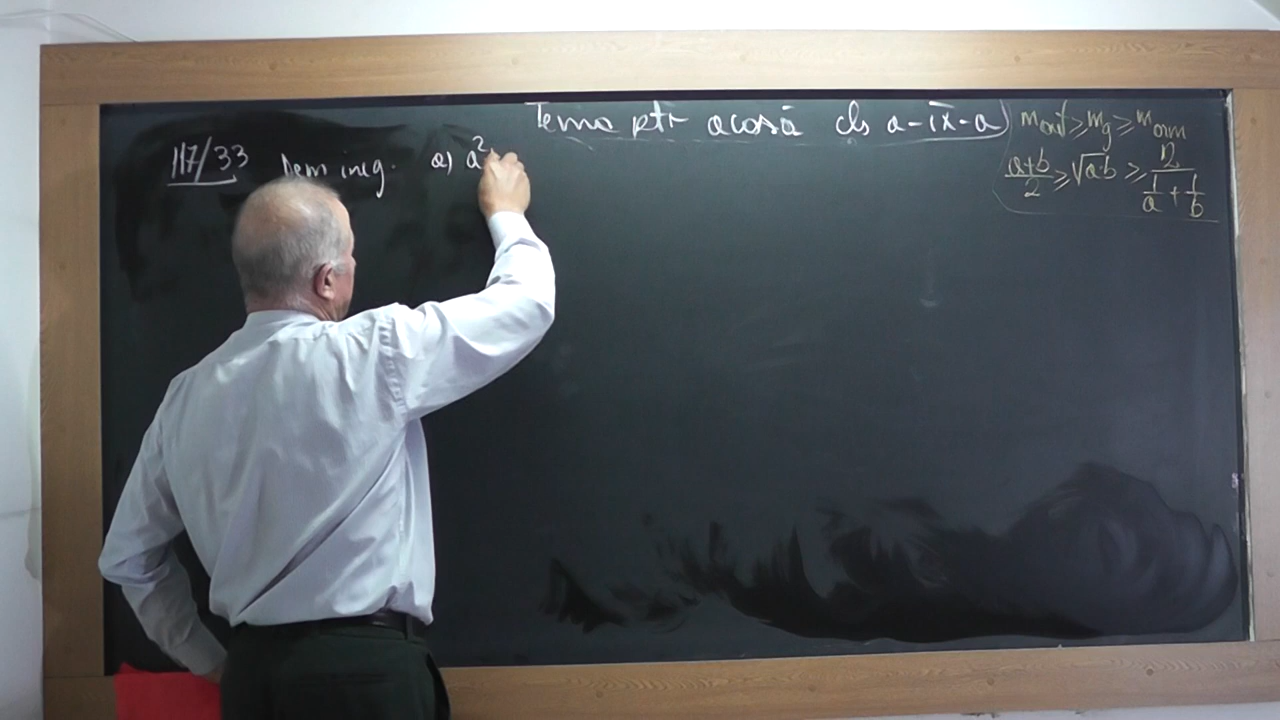 Tema ptr acasă cls a-IX-a
117/33 Dem ineg. a) a²
m_arit ≥ m_g ≥ m_arm
(a+b)/2 ≥ √(a·b) ≥ 2/(1/a + 1/b)